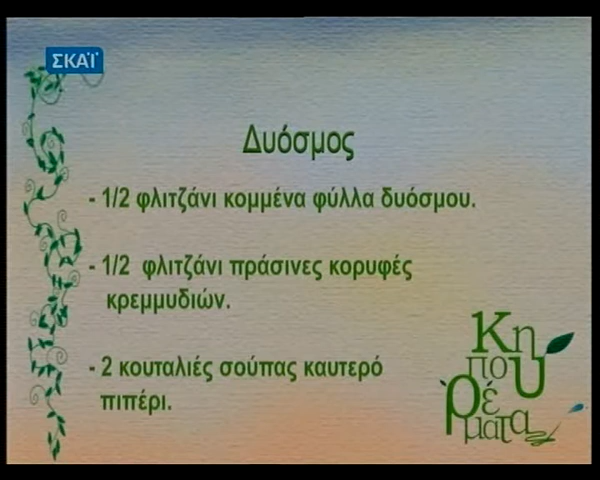 ΣΚΑΪ
Δυόσμος
- 1/2 φλιτζάνι κομμένα φύλλα δυόσμου.
- 1/2 φλιτζάνι πράσινες κορυφές
κρεμμυδιών.
- 2 κουταλιές σούπας καυτερό
πιπέρι.
Κη
που
ρέ
ματα